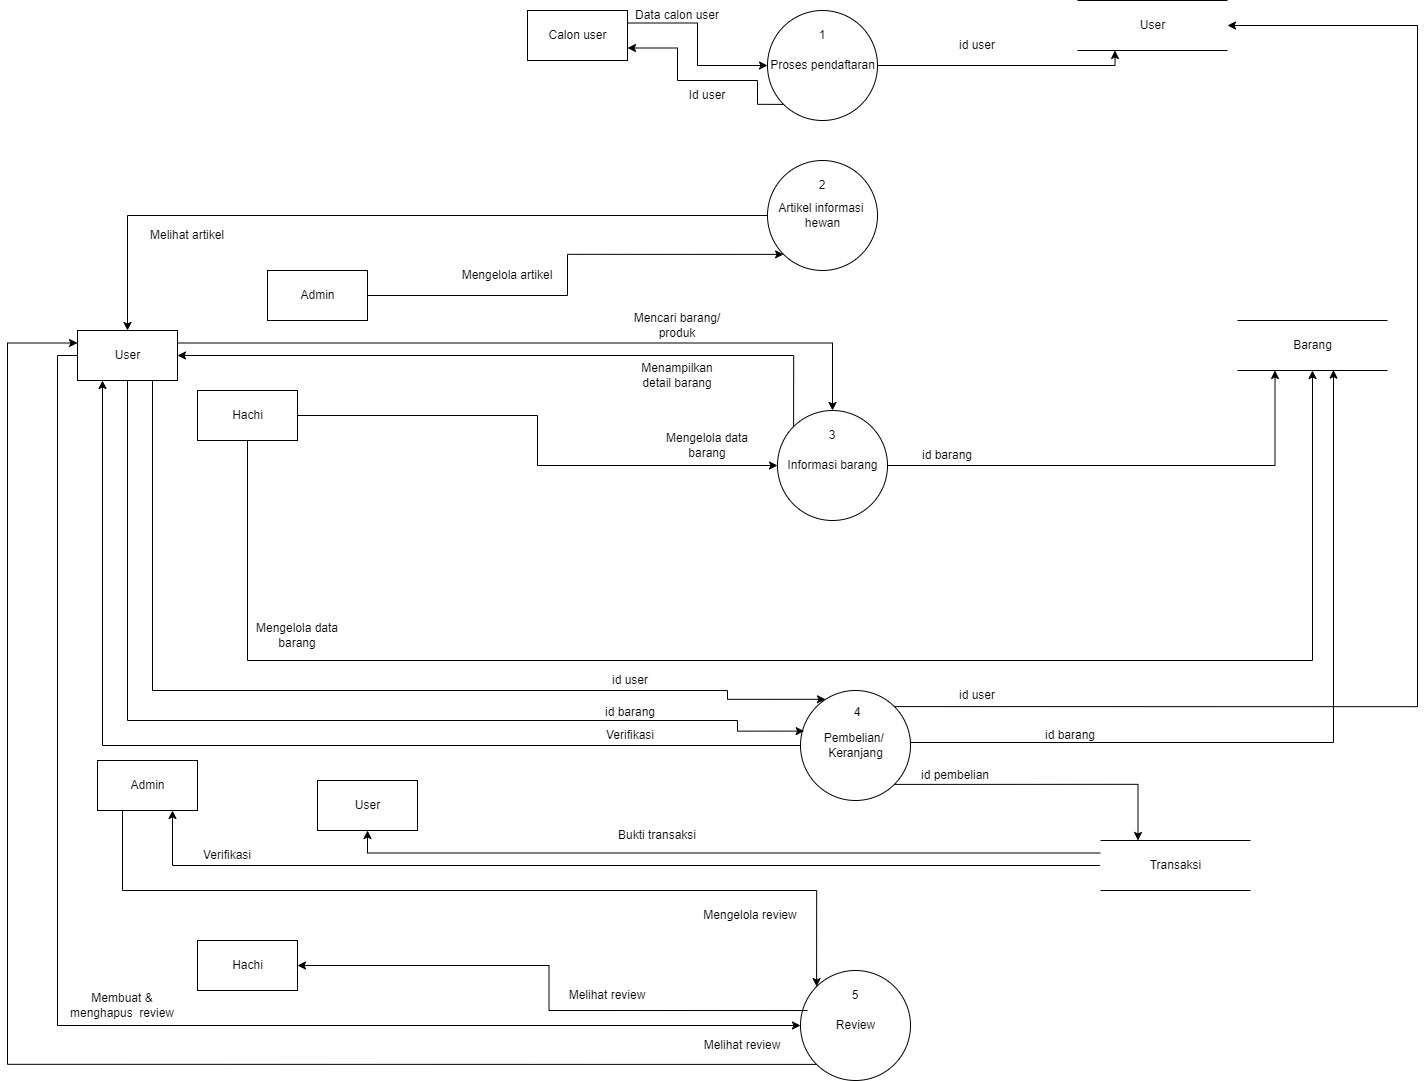 Data calon user
User
Calon user
1
Proses pendaftaran
id user
Id user
2
Artikel informasi
hewan
Melihat artikel
Mengelola artikel
Admin
Mencari barang/
produk
User
Menampilkan
detail barang
Barang
Hachi
3
Mengelola data
barang
Informasi barang
id barang
Mengelola data
barang
id user
id user
id barang
4
Verifikasi
Pembelian/
Keranjang
id barang
id pembelian
Admin
User
Bukti transaksi
Verifikasi
Transaksi
Mengelola review
Hachi
Melihat review
5
Membuat &
menghapus  review
Review
Melihat review